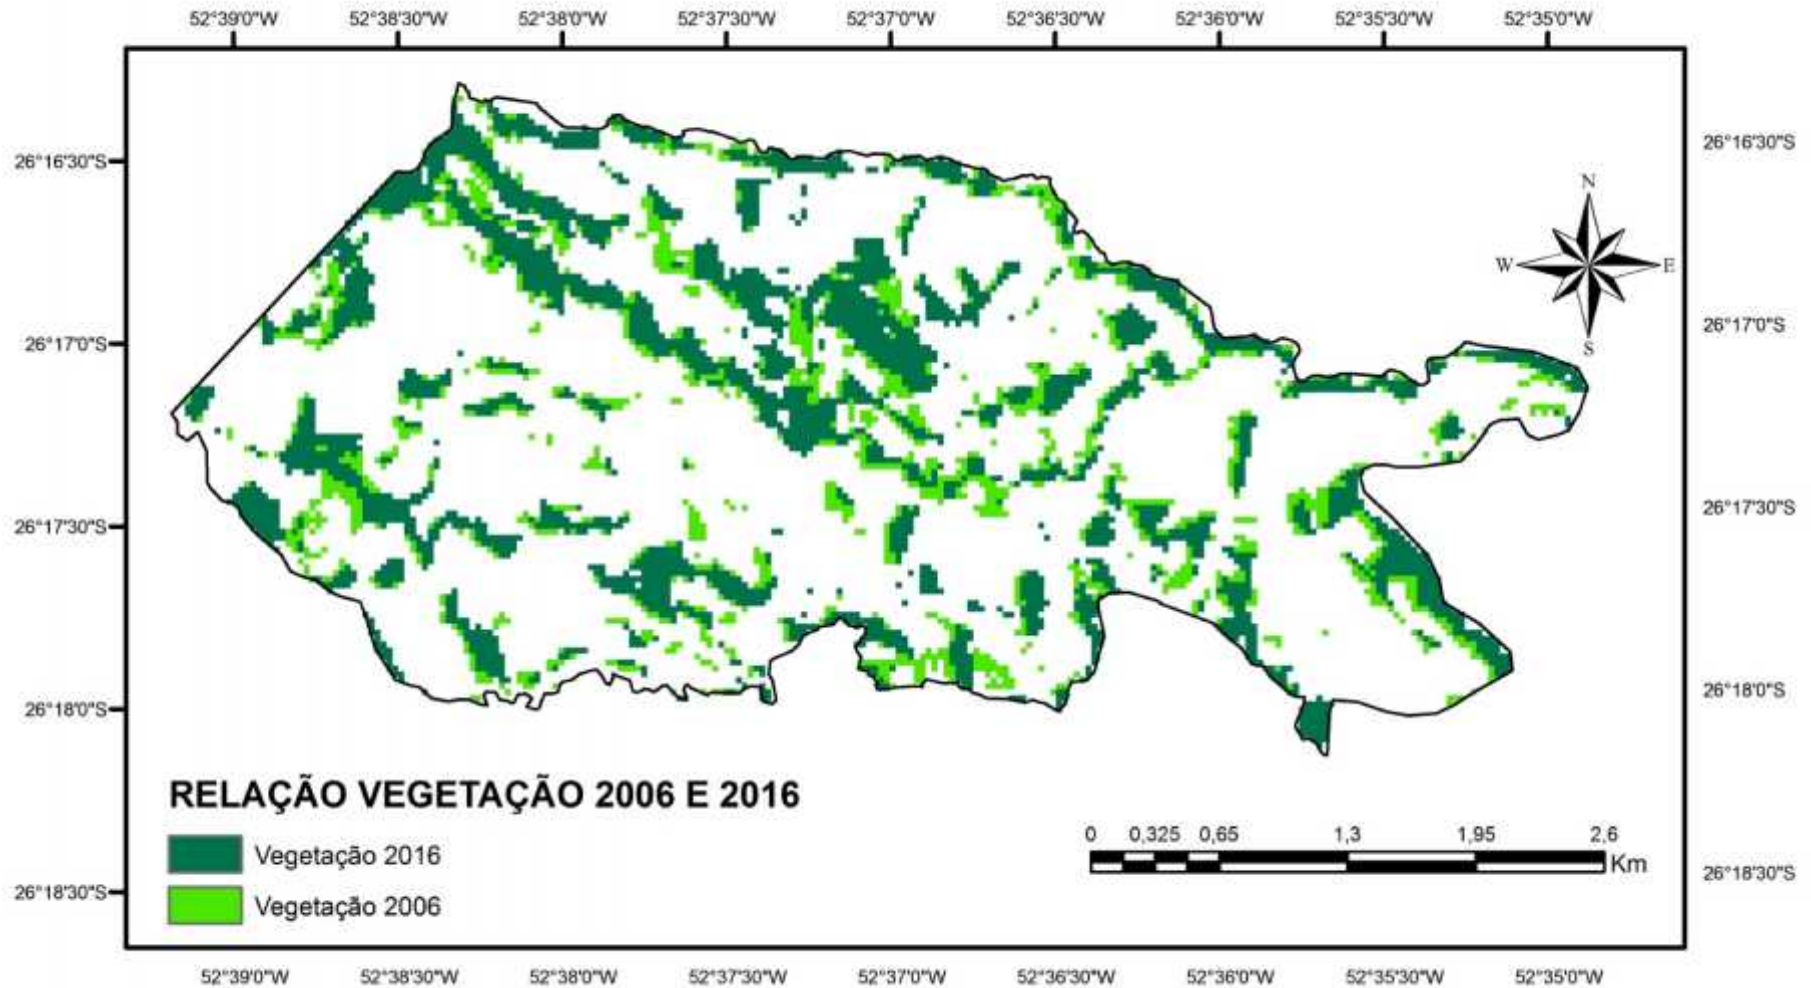 52°39'0"W 52°38'30"W 52°38'0"W 52°37'30"W 52°37'0"W 52°36'30"W 52°36'0"W 52°35'30"W 52°35'0"W
26°16'30"S 26°16'30"S
N
W E
S
26°17'0"S 26°17'0"S
26°17'30"S 26°17'30"S
26°18'0"S 26°18'0"S
RELAÇÃO VEGETAÇÃO 2006 E 2016
Vegetação 2016
Vegetação 2006
0 0,325 0,65 1,3 1,95 2,6
Km
26°18'30"S 26°18'30"S
52°39'0"W 52°38'30"W 52°38'0"W 52°37'30"W 52°37'0"W 52°36'30"W 52°36'0"W 52°35'30"W 52°35'0"W